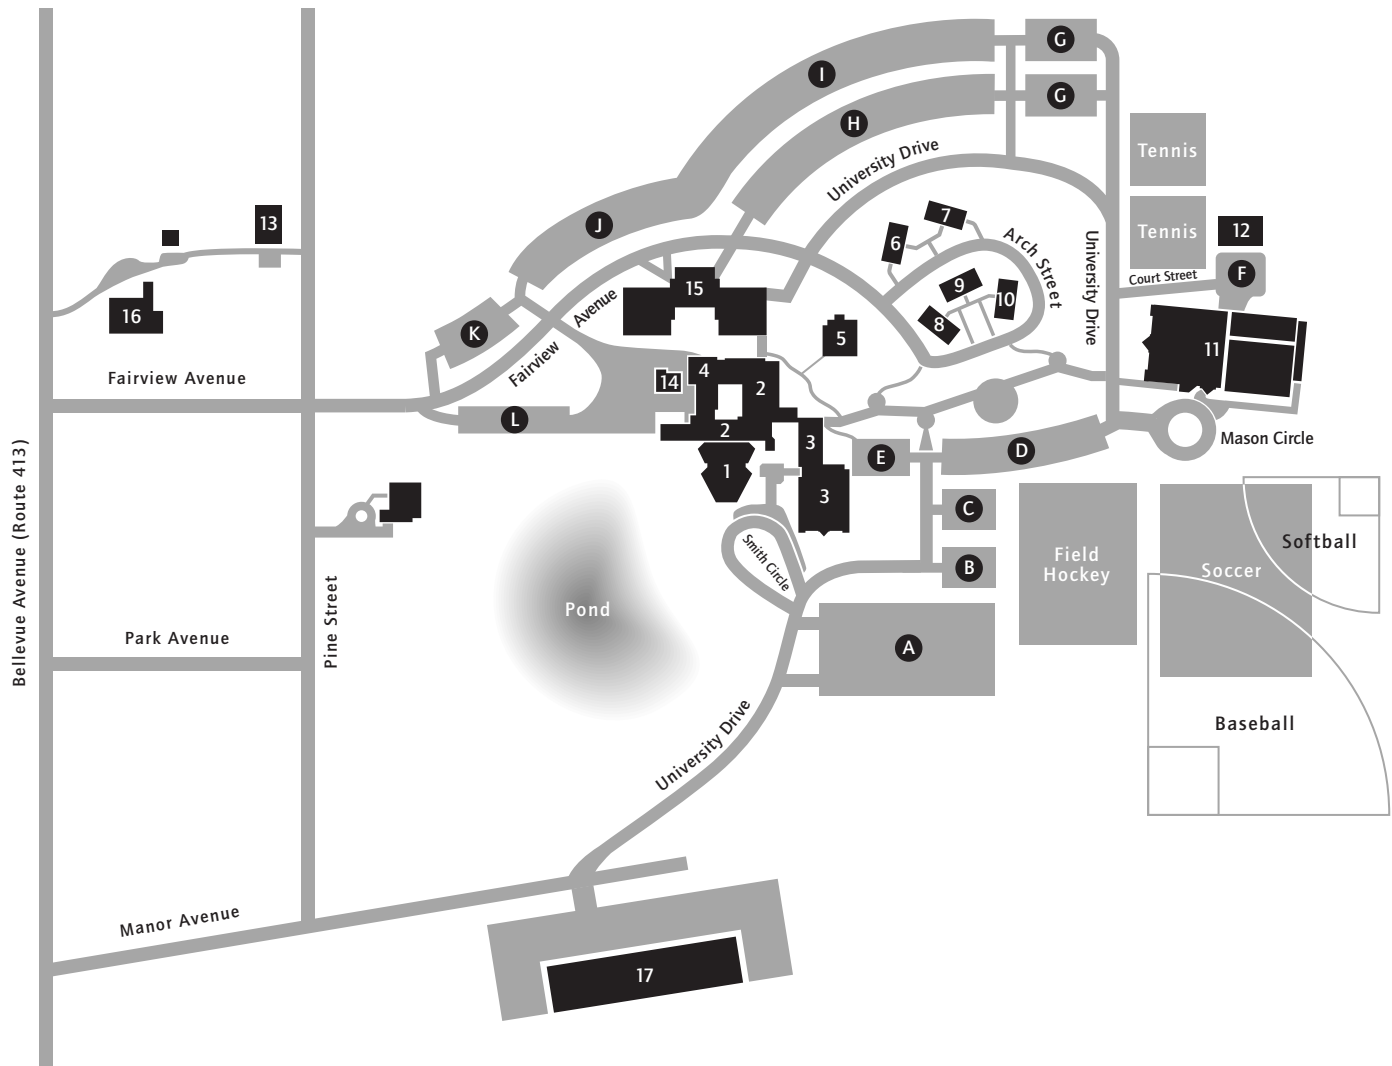 G
I
G
H
Tennis
University Drive
7
13
J
6
Arch Street
University Drive
Tennis
12
Court Street
F
9
10
15
16
Avenue
K
8
5
11
Fairview
Fairview Avenue
14
4
2
L
2
3
1
E
D
Mason Circle
Bellevue Avenue (Route 413)
3
C
Smith Circle
Softball
Field
Hockey
B
Soccer
Pond
Park Avenue
Pine Street
A
Baseball
University Drive
Manor Avenue
17